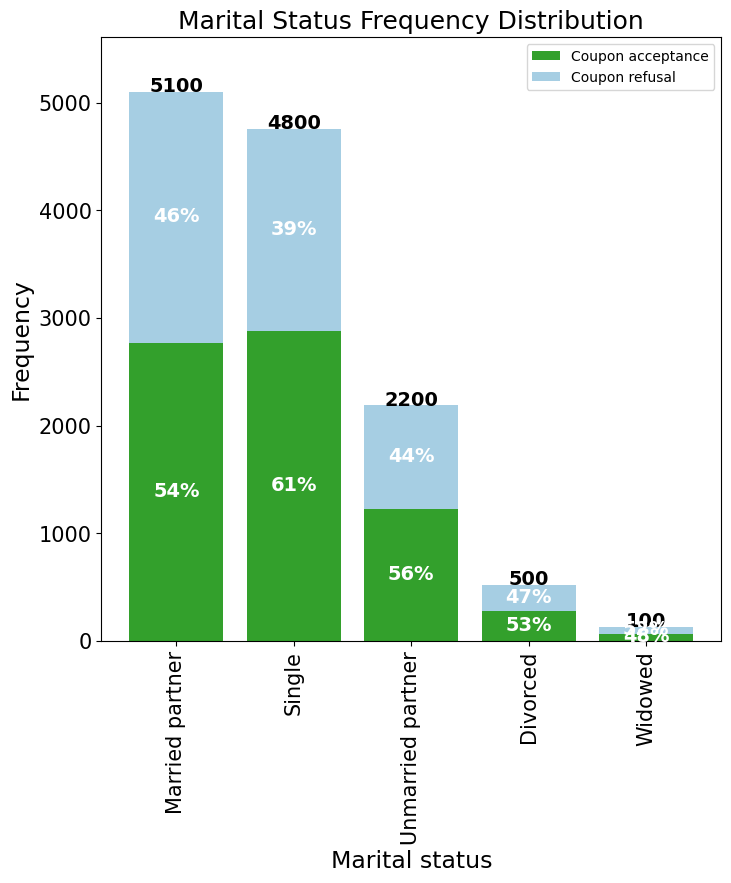 Marital Status Frequency Distribution
Coupon acceptance
Coupon refusal
5100
4800
2200
500
100
46%
39%
44%
47%
54%
61%
56%
53%
48%
5000
4000
3000
2000
1000
0
Frequency
Married partner
Single
Unmarried partner
Divorced
Widowed
Marital status